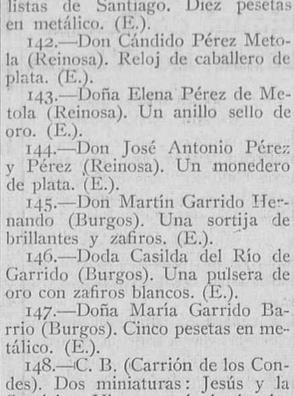 listas de Santiago. Diez pesetas
en metálico. (E.).
142.—Don Cándido Pérez Meto-
la (Reinosa). Reloj de caballero de
plata. (E.).
143.—Doña Elena Pérez de Me-
tola (Reinosa). Un anillo sello de
oro. (E.).
144.—Don José Antonio Pérez
y Pérez (Reinosa). Un monedero
de plata. (E.).
145.—Don Martín Garrido Her-
nando (Burgos). Una sortija de
brillantes y zafiros. (E.).
146.—Doda Casilda del Río de
Garrido (Burgos). Una pulsera de
oro con zafiros blancos. (E.).
147.—Doña María Garrido Ba-
rrio (Burgos). Cinco pesetas en me-
tálico. (E.).
148.—C. B. (Carrión de los Con-
des). Dos miniaturas: Jesús y la